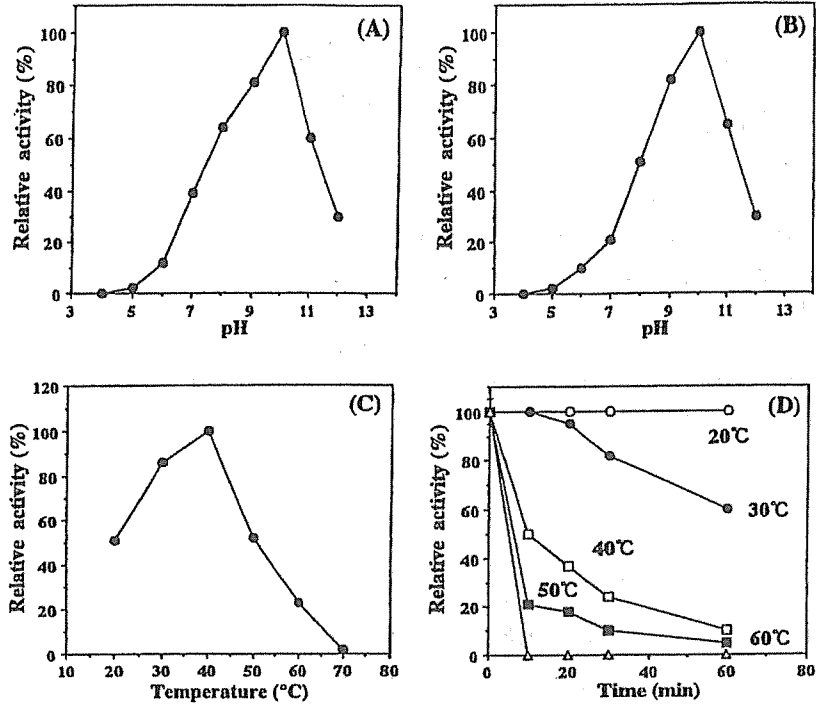 (A)
Relative activity (%)
100
80
60
40
20
0
3 5 7 9 11 13
pH
(B)
Relative activity (%)
100
80
60
40
20
0
3 5 7 9 11 13
pH
(C)
Relative activity (%)
120
100
80
60
40
20
0
10 20 30 40 50 60 70 80
Temperature (°C)
(D)
Relative activity (%)
100
80
60
40
20
0
20℃
30℃
40℃
50℃
60℃
0 20 40 60 80
Time (min)